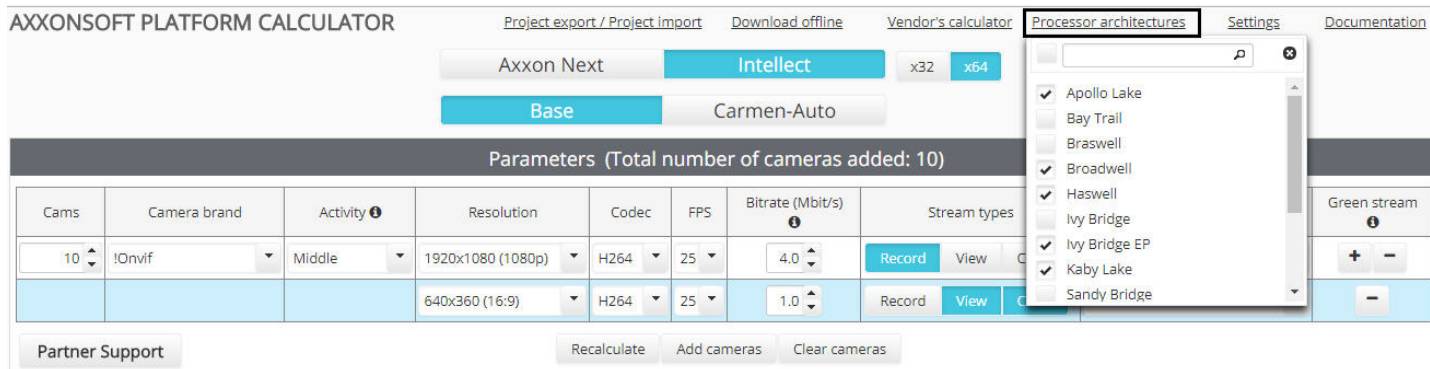 AXXONSOFT PLATFORM CALCULATOR
Project export / Project import Download offline Vendor's calculator Processor architectures Settings Documentation
Axxon Next Intellect x32 x64
Base Carmen-Auto
Apollo Lake
Bay Trail
Braswell
Broadwell
Haswell
Ivy Bridge
Ivy Bridge EP
Kaby Lake
Sandy Bridge
Parameters (Total number of cameras added: 10)
Cams Camera brand Activity Resolution Codec FPS Bitrate (Mbit/s) Stream types Green stream
10 !Onvif Middle 1920x1080 (1080p) H264 25 4.0 Record View
640x360 (16:9) H264 25 1.0 Record View
Partner Support Recalculate Add cameras Clear cameras